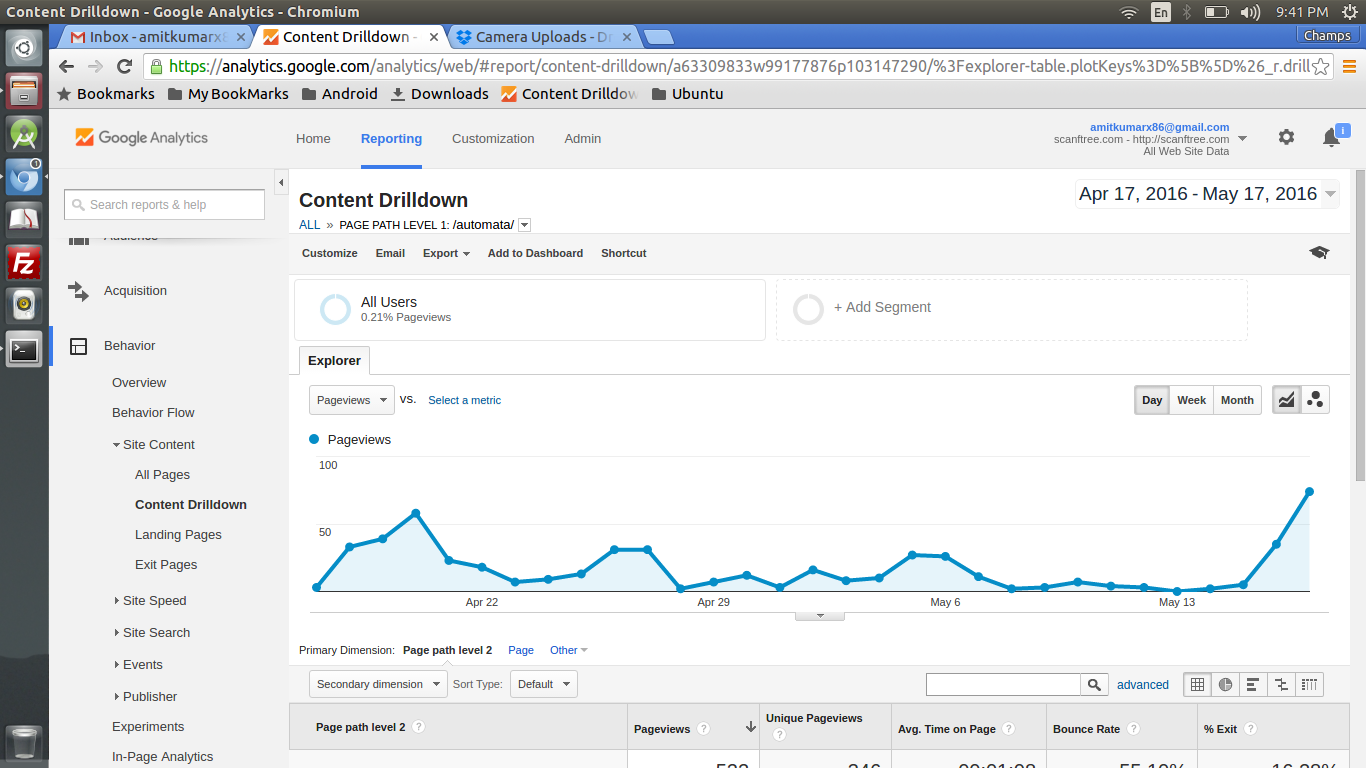 Content Drilldown - Google Analytics - Chromium
En
9:41 PM
Inbox - amitkumarx8
Content Drilldown -
Camera Uploads - Dr
Champs
https://analytics.google.com/analytics/web/#report/content-drilldown/a63309833w99177876p103147290/%3Fexplorer-table.plotKeys%3D%5B%5D%26_r.drill
Bookmarks
My BookMarks
Android
Downloads
Content Drilldow
Ubuntu
Google Analytics
Home
Reporting
Customization
Admin
amitkumarx86@gmail.com
scanftree.com - http://scanftree.com
All Web Site Data
Search reports & help
Audience
Acquisition
Behavior
Overview
Behavior Flow
Site Content
All Pages
Content Drilldown
Landing Pages
Exit Pages
Site Speed
Site Search
Events
Publisher
Experiments
In-Page Analytics
Content Drilldown
Apr 17, 2016 - May 17, 2016
ALL » PAGE PATH LEVEL 1: /automata/
Customize Email Export Add to Dashboard Shortcut
All Users
0.21% Pageviews
+ Add Segment
Explorer
Pageviews vs. Select a metric
Day Week Month
Pageviews
100
50
Apr 22 Apr 29 May 6 May 13
Primary Dimension: Page path level 2 Page Other
Secondary dimension Sort Type: Default
advanced
Page path level 2 ? Pageviews ? Unique Pageviews ? Avg. Time on Page ? Bounce Rate ? % Exit ?